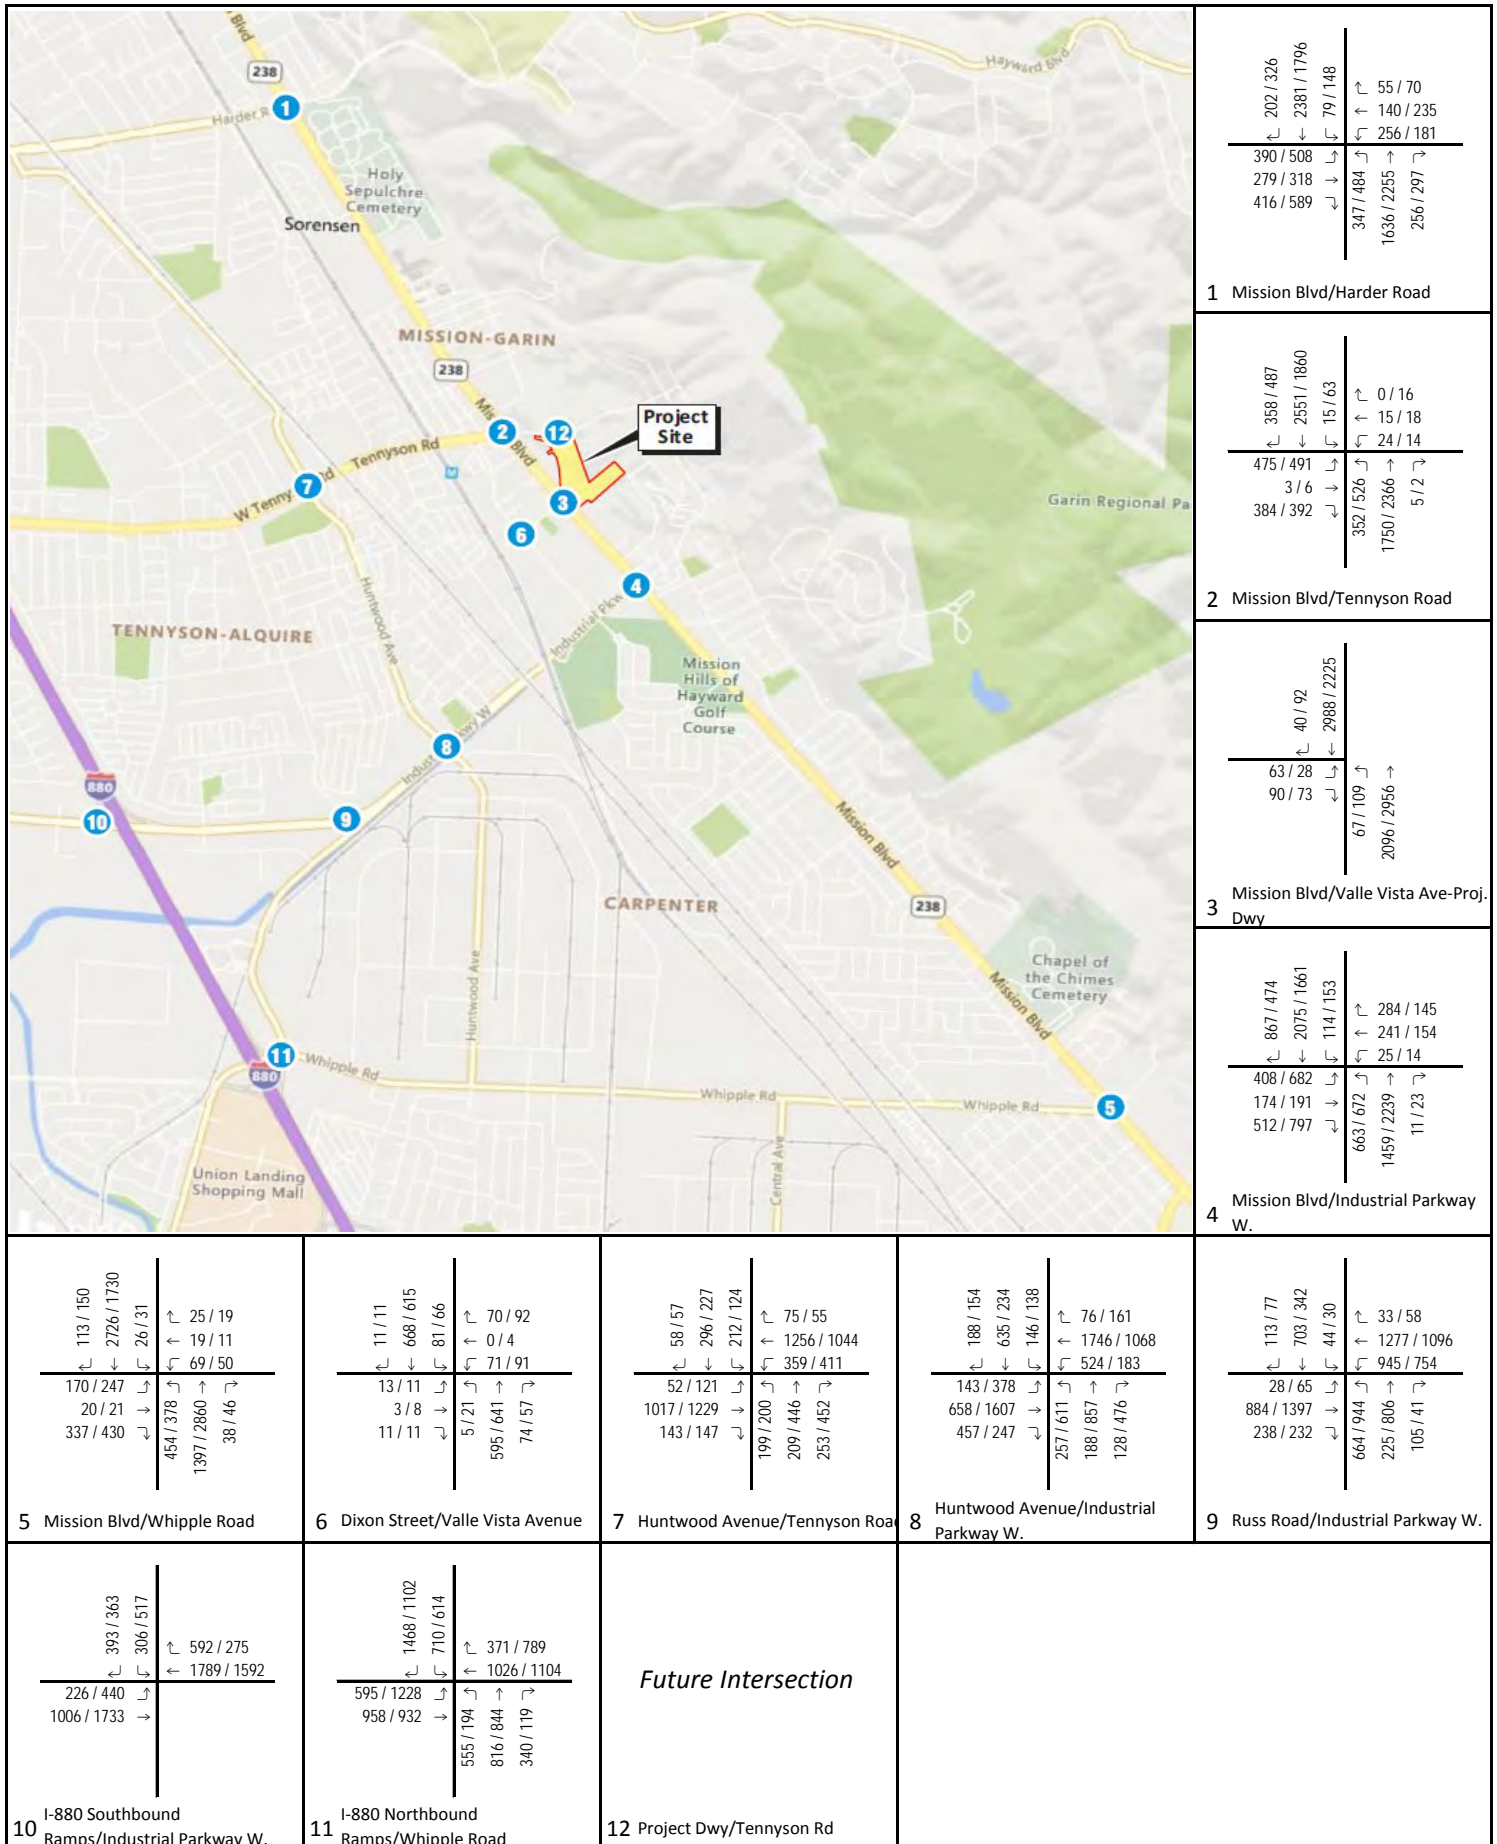 Blvd
238
1
Harder R
Hayward Blvd
Holy
Sepulchre
Cemetery
Sorensen
MISSION-GARIN
238
Mis
Blvd
2
12
Project
Site
Tennyson Rd
7
W Tenny
Rd
3
6
Garin Regional Pa
4
Industrial Pkw
TENNYSON-ALQUIRE
Huntwood Ave
Mission
Hills of
Hayward
Golf
Course
8
Indust
kwy W
880
10
9
Mission Blvd
CARPENTER
238
Huntwood Ave
Chapel of
the Chimes
Cemetery
Mission Blvd
11
880
Whipple Rd
Whipple Rd
Whipple Rd
5
Central Ave
Union Landing
Shopping Mall
202 / 326
2381 / 1796
79 / 148
55 / 70
140 / 235
256 / 181
390 / 508
279 / 318
416 / 589
347 / 484
1636 / 2255
256 / 297
1 Mission Blvd/Harder Road
358 / 487
2551 / 1860
15 / 63
0 / 16
15 / 18
24 / 14
475 / 491
3 / 6
384 / 392
352 / 526
1750 / 2366
5 / 2
2 Mission Blvd/Tennyson Road
40 / 92
2988 / 2225
63 / 28
90 / 73
67 / 109
2096 / 2956
3 Mission Blvd/Valle Vista Ave-Proj.
Dwy
867 / 474
2075 / 1661
114 / 153
284 / 145
241 / 154
25 / 14
408 / 682
174 / 191
512 / 797
663 / 672
1459 / 2239
11 / 23
4 Mission Blvd/Industrial Parkway
W.
113 / 150
2726 / 1730
26 / 31
25 / 19
19 / 11
69 / 50
170 / 247
20 / 21
337 / 430
454 / 378
1397 / 2860
38 / 46
5 Mission Blvd/Whipple Road
11 / 11
668 / 615
81 / 66
70 / 92
0 / 4
71 / 91
13 / 11
3 / 8
11 / 11
5 / 21
595 / 641
74 / 57
6 Dixon Street/Valle Vista Avenue
58 / 57
296 / 227
212 / 124
75 / 55
1256 / 1044
359 / 411
52 / 121
1017 / 1229
143 / 147
199 / 200
209 / 446
253 / 452
7 Huntwood Avenue/Tennyson Road
188 / 154
635 / 234
146 / 138
76 / 161
1746 / 1068
524 / 183
143 / 378
658 / 1607
457 / 247
257 / 611
188 / 857
128 / 476
8 Huntwood Avenue/Industrial
Parkway W.
113 / 77
703 / 342
44 / 30
33 / 58
1277 / 1096
945 / 754
28 / 65
884 / 1397
238 / 232
664 / 944
225 / 806
105 / 41
9 Russ Road/Industrial Parkway W.
393 / 363
306 / 517
592 / 275
1789 / 1592
226 / 440
1006 / 1733
10 I-880 Southbound
Ramps/Industrial Parkway W.
1468 / 1102
710 / 614
371 / 789
1026 / 1104
595 / 1228
958 / 932
555 / 194
816 / 844
340 / 119
11 I-880 Northbound
Ramps/Whipple Road
Future Intersection
12 Project Dwy/Tennyson Rd